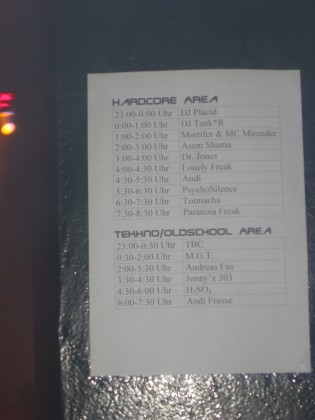 HARDCORE AREA
23:00-0:00 Uhr DJ Placid
0:00-1:00 Uhr DJ Tank*R
1:00-2:00 Uhr Mortifer & MC Mirender
2:00-3:00 Uhr Asem Shama
3:00-4:00 Uhr Dr. Jones
4:00-4:30 Uhr Lonely Freak
4:30-5:30 Uhr Andi
5:30-6:30 Uhr PsychoSilence
6:30-7:30 Uhr Totmacha
7:30-8.30 Uhr Paranoia Freak
TEKKNO/OLDSCHOOL AREA
23:00-0:30 Uhr TBC
0:30-2:00 Uhr M.G.T.
2:00-3:30 Uhr Andreas Fus
3:30-4:30 Uhr Jonny'z 303
4:30-6:00 Uhr H₂SO₄
6:00-7:30 Uhr Andi Fresse